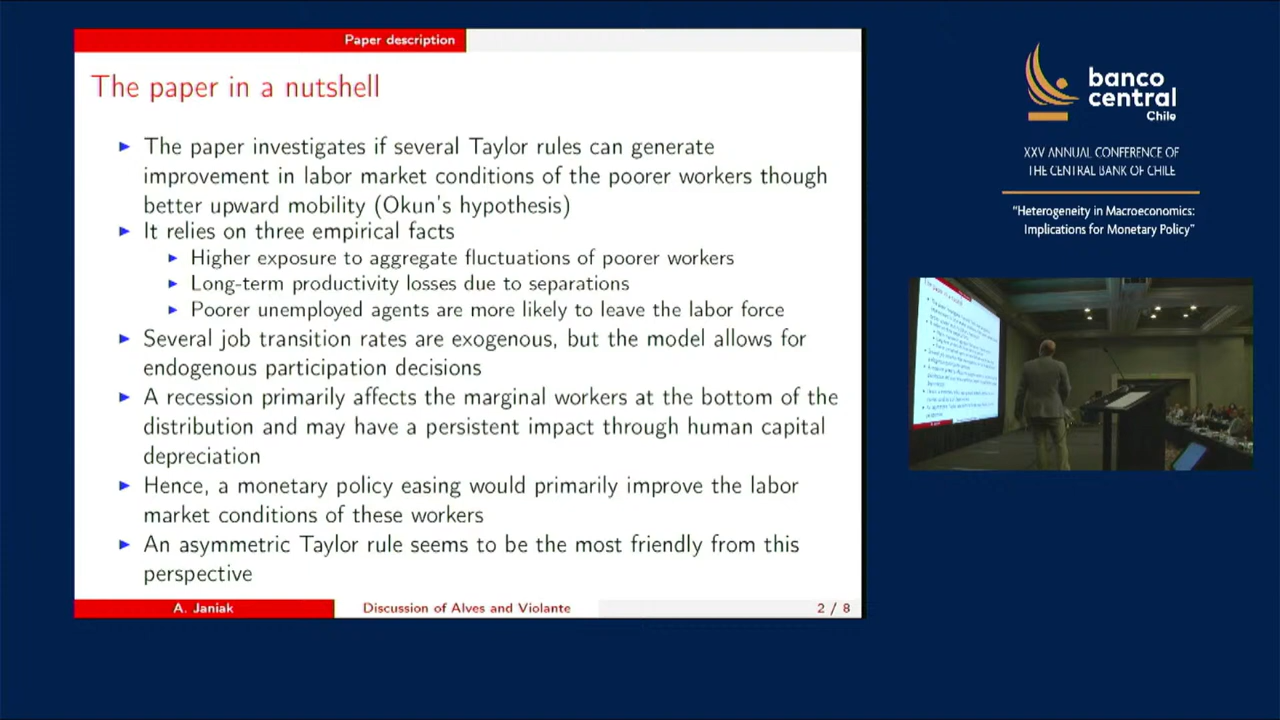 Paper description
The paper in a nutshell
The paper investigates if several Taylor rules can generate
improvement in labor market conditions of the poorer workers though
better upward mobility (Okun's hypothesis)
It relies on three empirical facts
Higher exposure to aggregate fluctuations of poorer workers
Long-term productivity losses due to separations
Poorer unemployed agents are more likely to leave the labor force
Several job transition rates are exogenous, but the model allows for
endogenous participation decisions
A recession primarily affects the marginal workers at the bottom of the
distribution and may have a persistent impact through human capital
depreciation
Hence, a monetary policy easing would primarily improve the labor
market conditions of these workers
An asymmetric Taylor rule seems to be the most friendly from this
perspective
A. Janiak
Discussion of Alves and Violante
2 / 8
banco
central
Chile
XXV ANNUAL CONFERENCE OF
THE CENTRAL BANK OF CHILE
“Heterogeneity in Macroeconomics:
Implications for Monetary Policy”